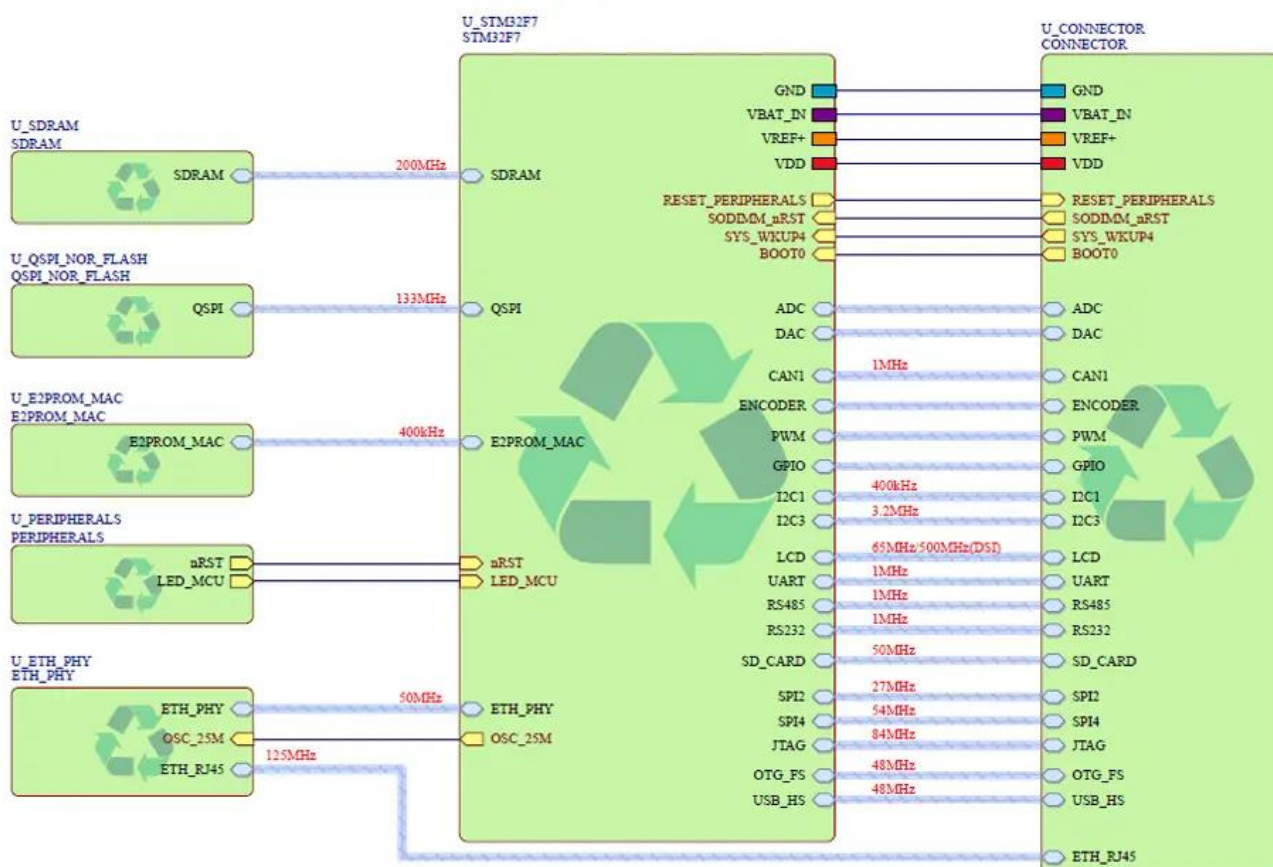 U_STM32F7
STM32F7
U_CONNECTOR
CONNECTOR
U_SDRAM
SDRAM
SDRAM
200MHz
SDRAM
U_QSPI_NOR_FLASH
QSPI_NOR_FLASH
QSPI
133MHz
QSPI
U_E2PROM_MAC
E2PROM_MAC
E2PROM_MAC
400kHz
E2PROM_MAC
U_PERIPHERALS
PERIPHERALS
nRST
nRST
LED_MCU
LED_MCU
U_ETH_PHY
ETH_PHY
ETH_PHY
50MHz
ETH_PHY
OSC_25M
OSC_25M
ETH_RJ45
125MHz
GND
GND
VBAT_IN
VBAT_IN
VREF+
VREF+
VDD
VDD
RESET_PERIPHERALS
RESET_PERIPHERALS
SODIMM_nRST
SODIMM_nRST
SYS_WKUP4
SYS_WKUP4
BOOT0
BOOT0
ADC
ADC
DAC
DAC
CAN1
1MHz
CAN1
ENCODER
ENCODER
PWM
PWM
GPIO
GPIO
I2C1
400kHz
I2C1
I2C3
3.2MHz
I2C3
LCD
65MHz/500MHz(DSI)
LCD
UART
1MHz
UART
RS485
1MHz
RS485
RS232
1MHz
RS232
SD_CARD
50MHz
SD_CARD
SPI2
27MHz
SPI2
SPI4
54MHz
SPI4
JTAG
84MHz
JTAG
OTG_FS
48MHz
OTG_FS
USB_HS
48MHz
USB_HS
ETH_RJ45